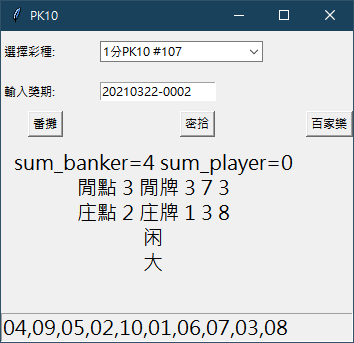 PK10
選擇彩種: 1分PK10 #107
輸入獎期: 20210322-0002
番攤 密拾 百家樂
sum_banker=4 sum_player=0
閒點 3 閒牌 3 7 3
庄點 2 庄牌 1 3 8
闲
大
04,09,05,02,10,01,06,07,03,08